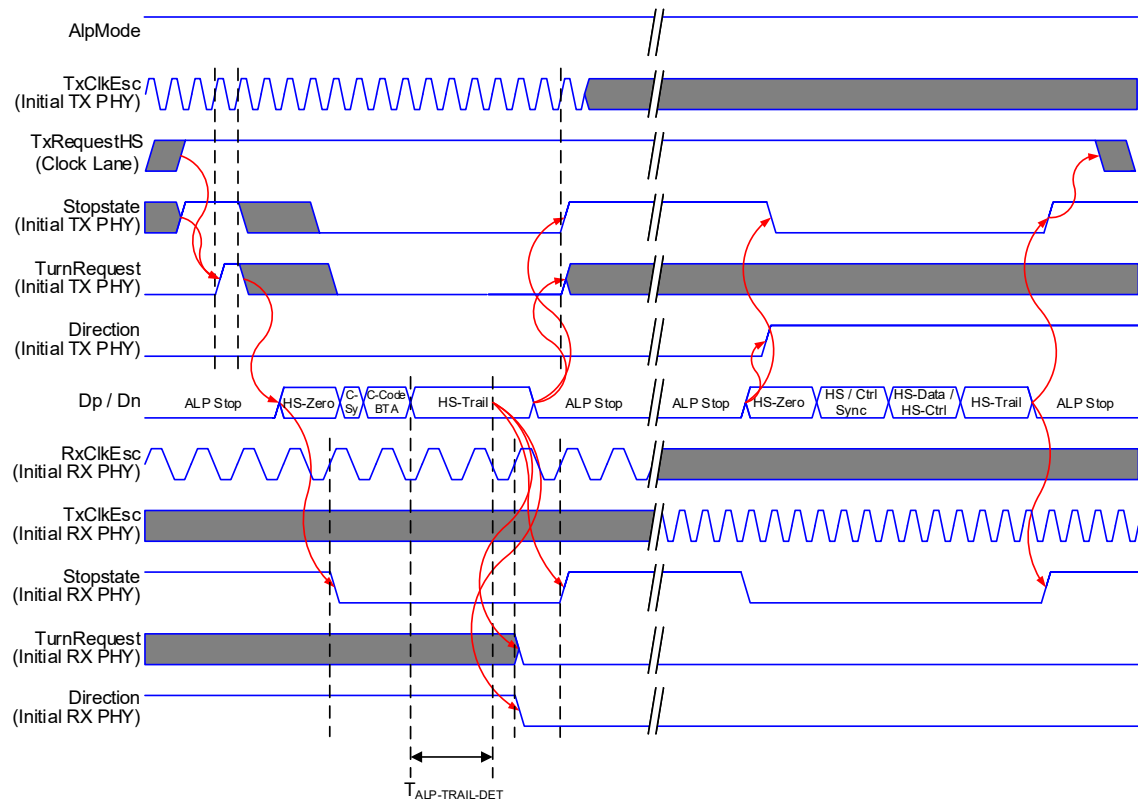 AlpMode
TxClkEsc
(Initial TX PHY)
TxRequestHS
(Clock Lane)
Stopstate
(Initial TX PHY)
TurnRequest
(Initial TX PHY)
Direction
(Initial TX PHY)
Dp / Dn
ALP Stop
HS-Zero
C-
Sy
C-Code
BTA
HS-Trail
ALP Stop
ALP Stop
HS-Zero
HS / Ctrl
Sync
HS-Data /
HS-Ctrl
HS-Trail
ALP Stop
RxClkEsc
(Initial RX PHY)
TxClkEsc
(Initial RX PHY)
Stopstate
(Initial RX PHY)
TurnRequest
(Initial RX PHY)
Direction
(Initial RX PHY)
TALP-TRAIL-DET